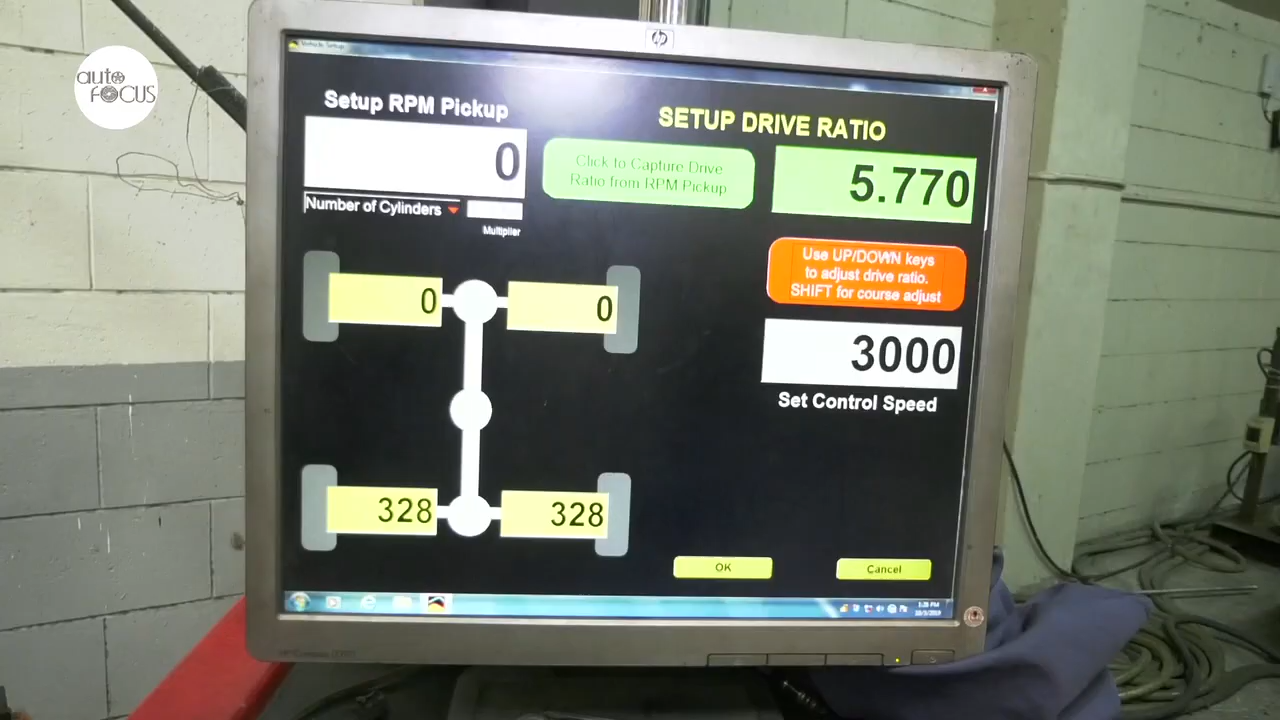 auto
FOCUS
hp
Vehicle Setup
Setup RPM Pickup
0
Number of Cylinders
Multiplier
SETUP DRIVE RATIO
Click to Capture Drive
Ratio from RPM Pickup
5.770
Use UP/DOWN keys
to adjust drive ratio.
SHIFT for course adjust
3000
Set Control Speed
0
0
328
328
OK
Cancel